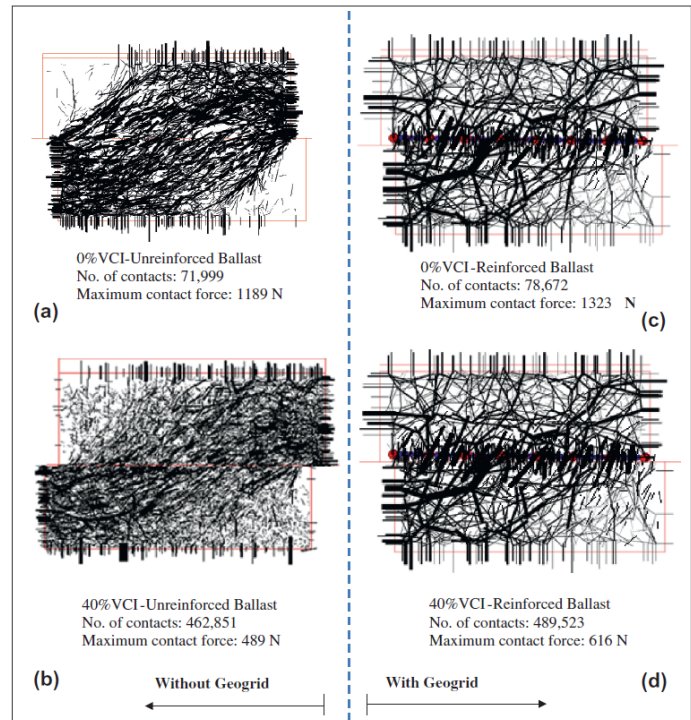 0%VCI-Unreinforced Ballast
No. of contacts: 71,999
Maximum contact force: 1189 N
(a)
0%VCI-Reinforced Ballast
No. of contacts: 78,672
Maximum contact force: 1323 N
(c)
40%VCI-Unreinforced Ballast
No. of contacts: 462,851
Maximum contact force: 489 N
(b)
40%VCI-Reinforced Ballast
No. of contacts: 489,523
Maximum contact force: 616 N
(d)
Without Geogrid
With Geogrid